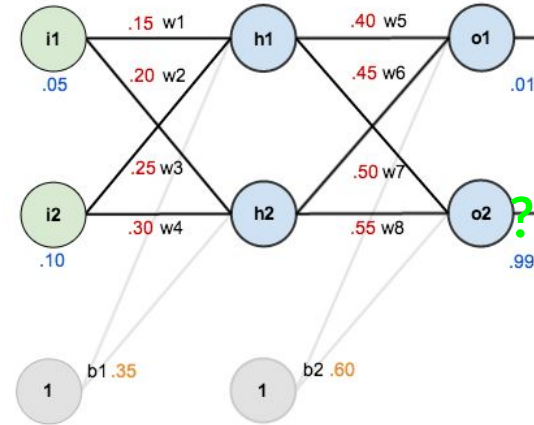 i1 .15 w1 h1 .40 w5 o1
.05 .20 w2 .45 w6 .01
.25 w3 .50 w7
i2 .30 w4 h2 .55 w8 o2 ?
.10 .99
1 b1 .35 1 b2 .60